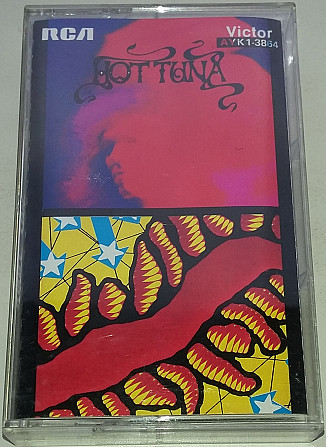 RCA
Victor
AYK1-3864
HOT TUNA